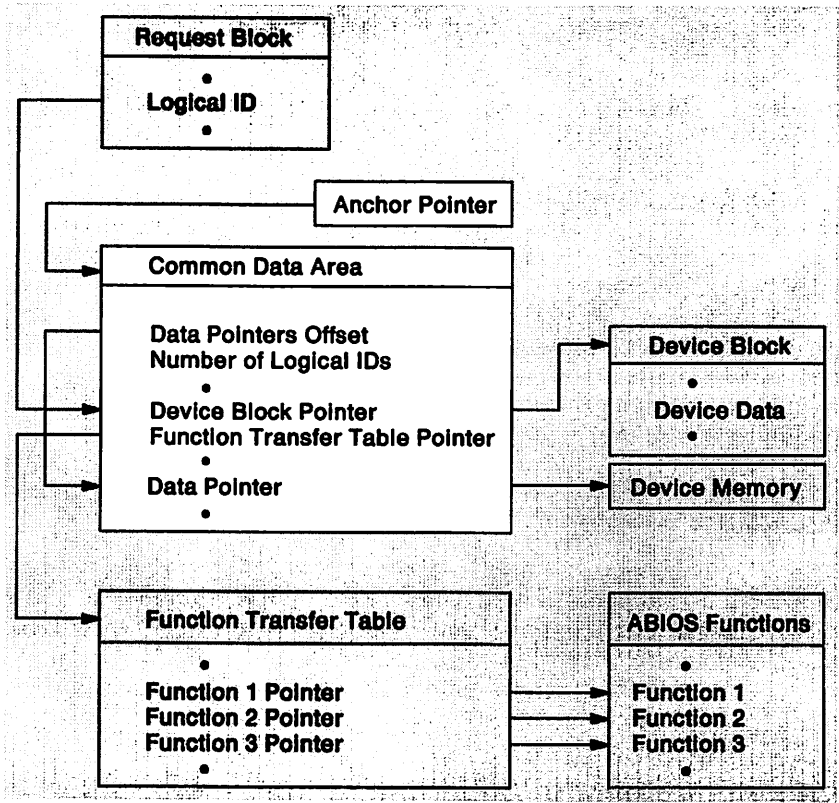 Request Block
Logical ID
Anchor Pointer
Common Data Area
Data Pointers Offset
Number of Logical IDs
Device Block Pointer
Function Transfer Table Pointer
Data Pointer
Device Block
Device Data
Device Memory
Function Transfer Table
Function 1 Pointer
Function 2 Pointer
Function 3 Pointer
ABIOS Functions
Function 1
Function 2
Function 3